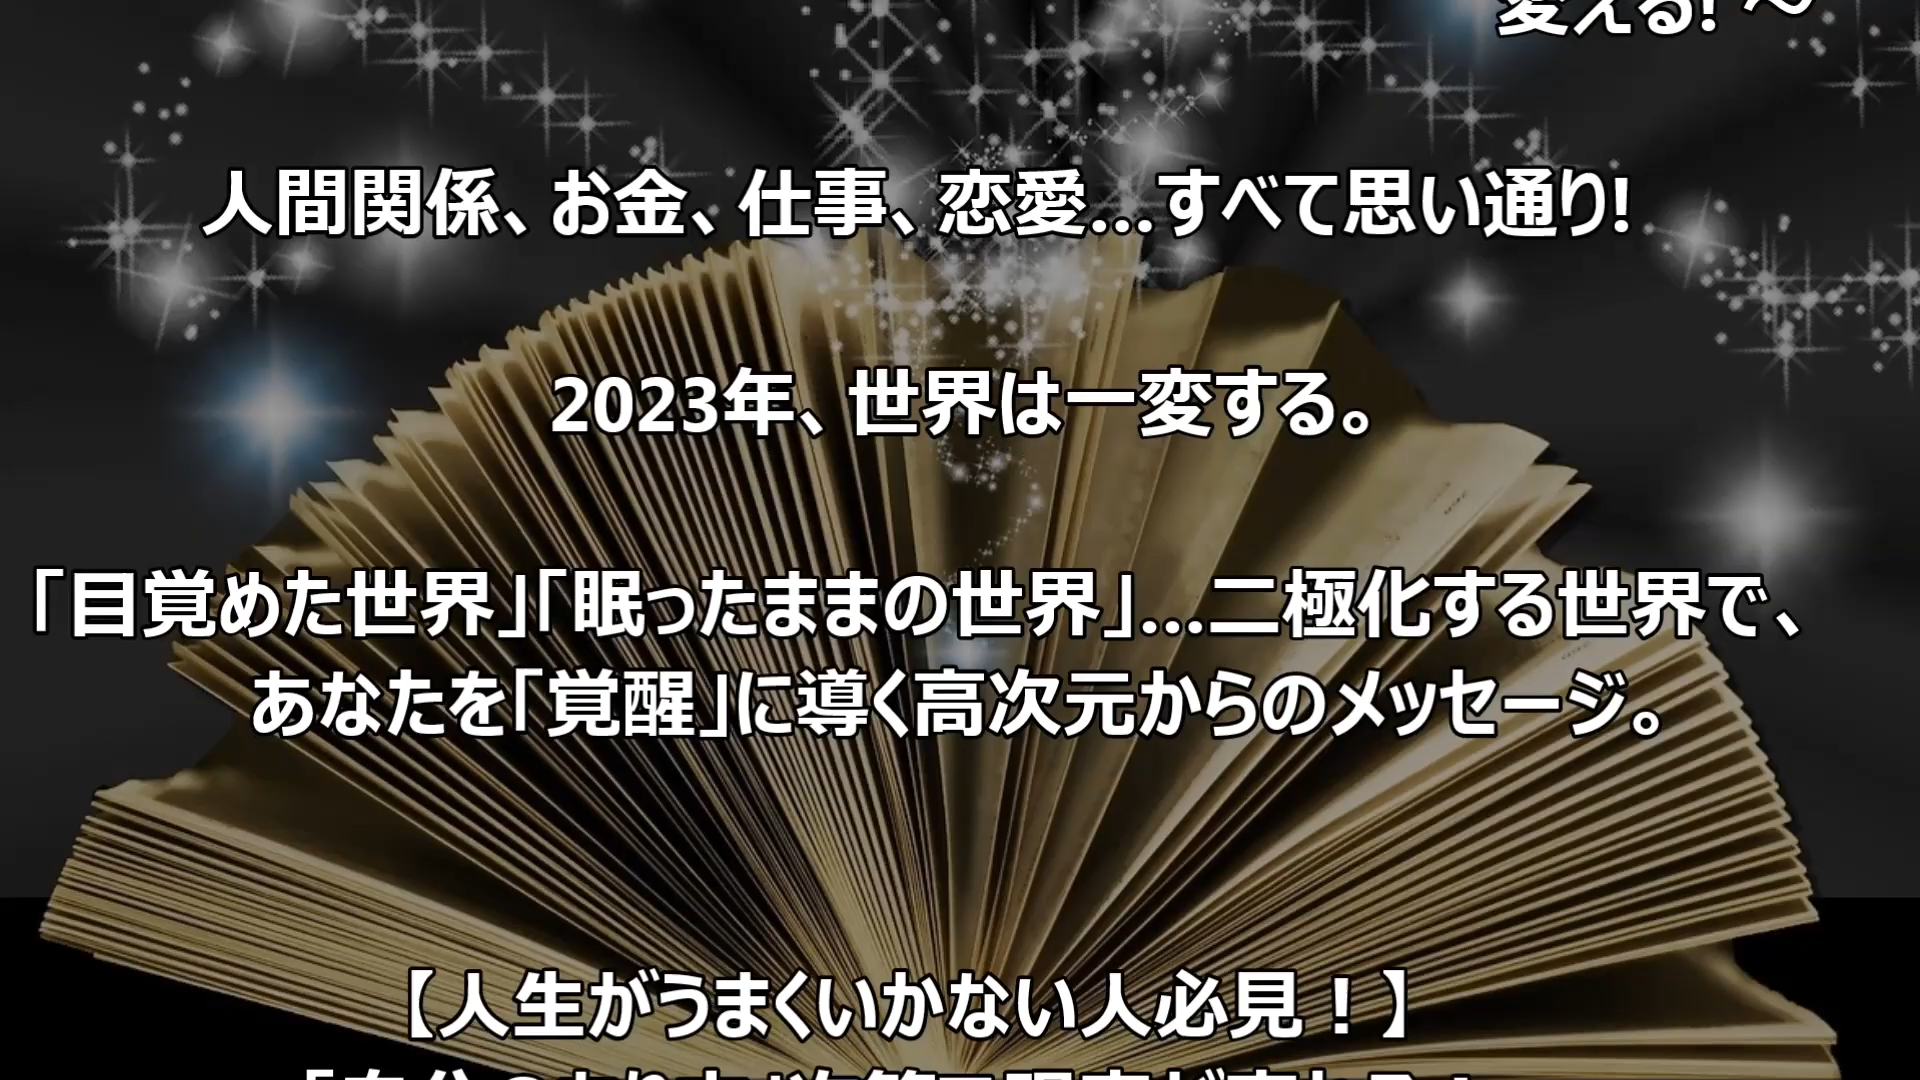 変える! ～
人間関係、お金、仕事、恋愛…すべて思い通り!
2023年、世界は一変する。
「目覚めた世界」「眠ったままの世界」…二極化する世界で、
あなたを「覚醒」に導く高次元からのメッセージ。
【人生がうまくいかない人必見！】